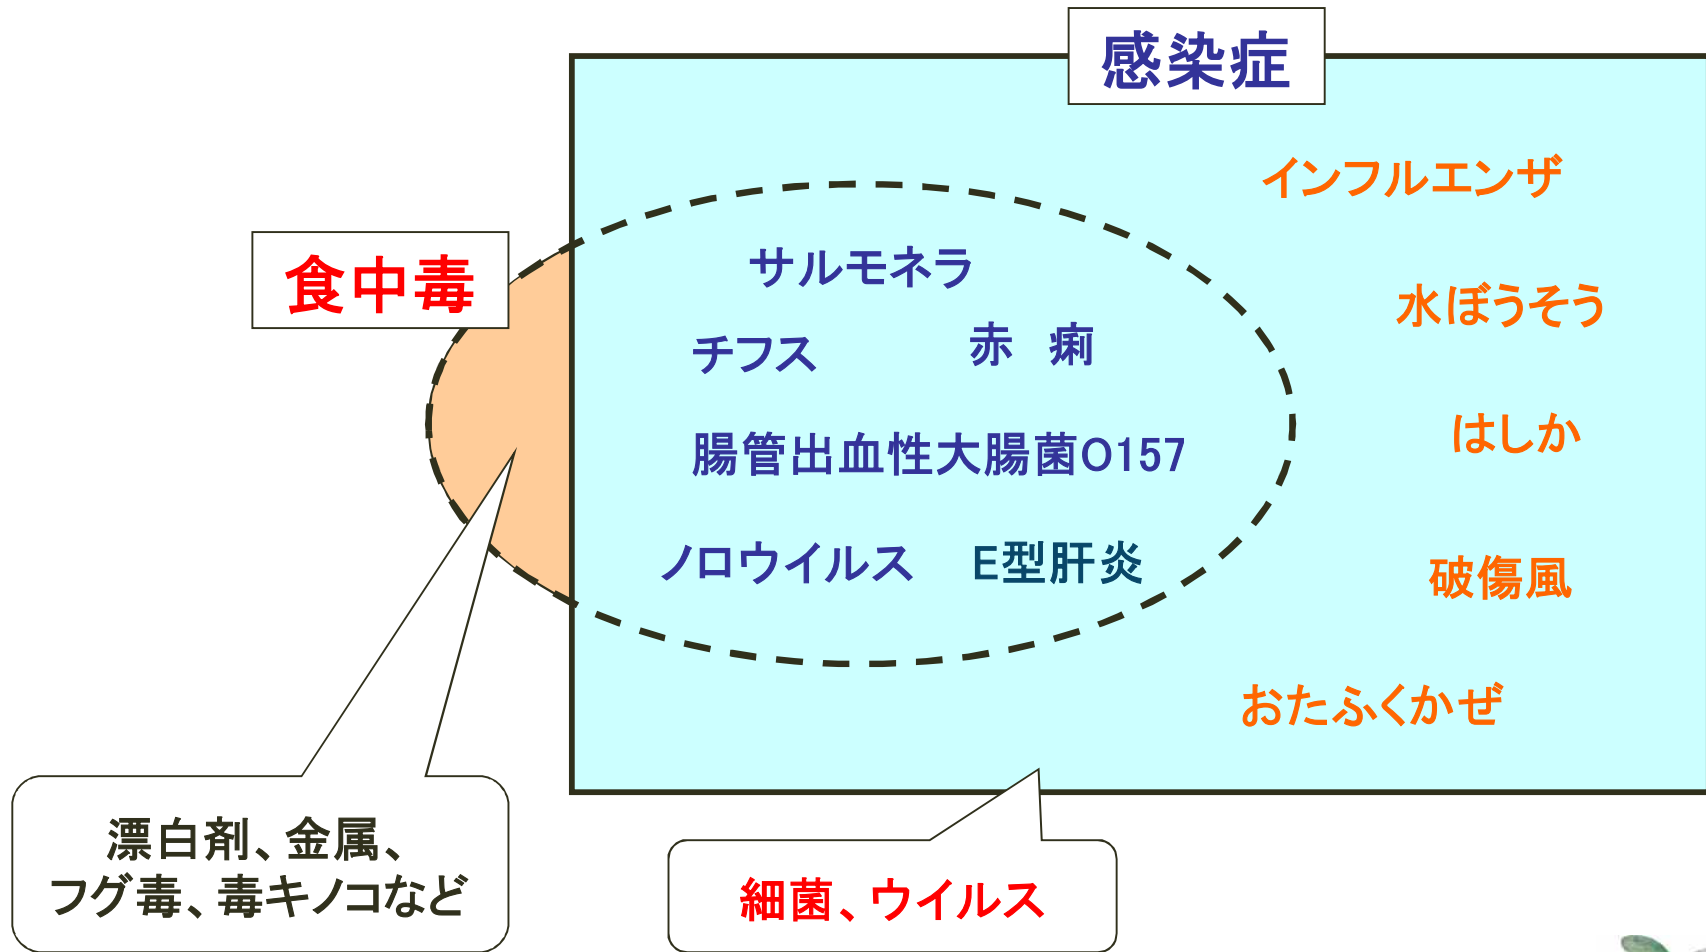 感染症
インフルエンザ
食中毒
サルモネラ
水ぼうそう
チフス
赤　痢
はしか
腸管出血性大腸菌O157
ノロウイルス
E型肝炎
破傷風
おたふくかぜ
漂白剤、金属、
フグ毒、毒キノコなど
細菌、ウイルス